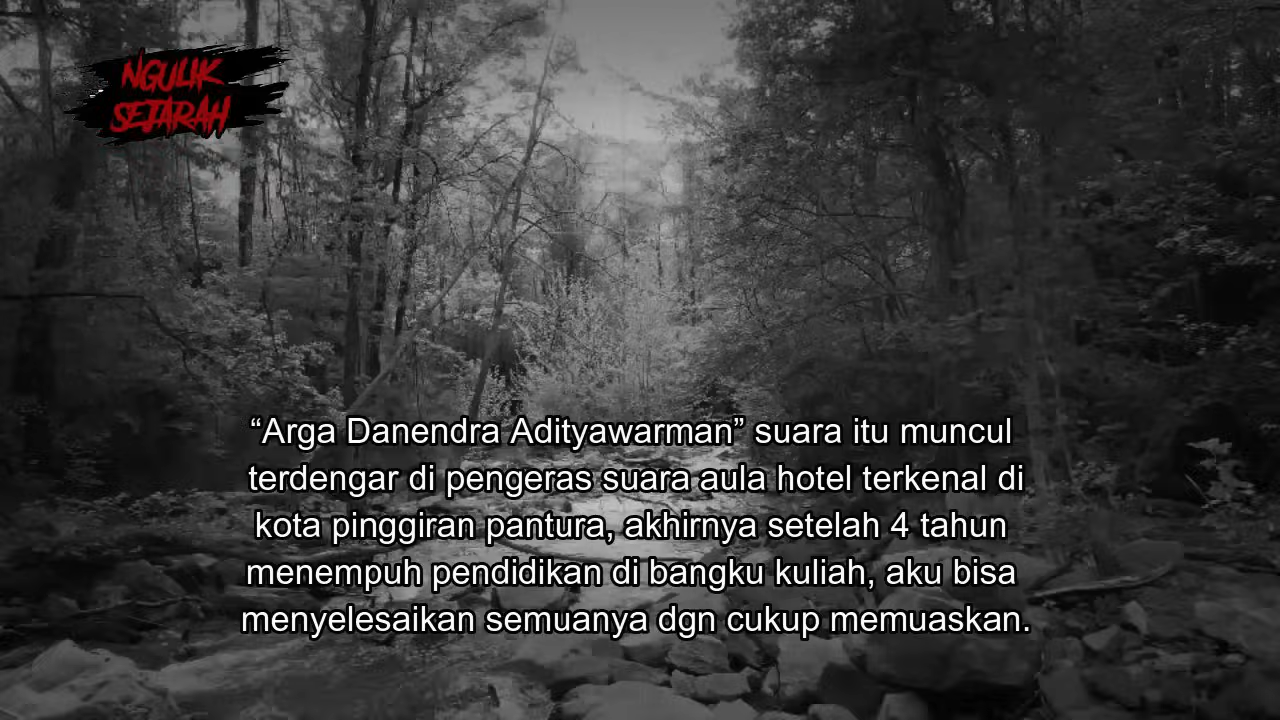 NGULIK
SEJARAH
“Arga Danendra Adityawarman” suara itu muncul
terdengar di pengeras suara aula hotel terkenal di
kota pinggiran pantura, akhirnya setelah 4 tahun
menempuh pendidikan di bangku kuliah, aku bisa
menyelesaikan semuanya dgn cukup memuaskan.